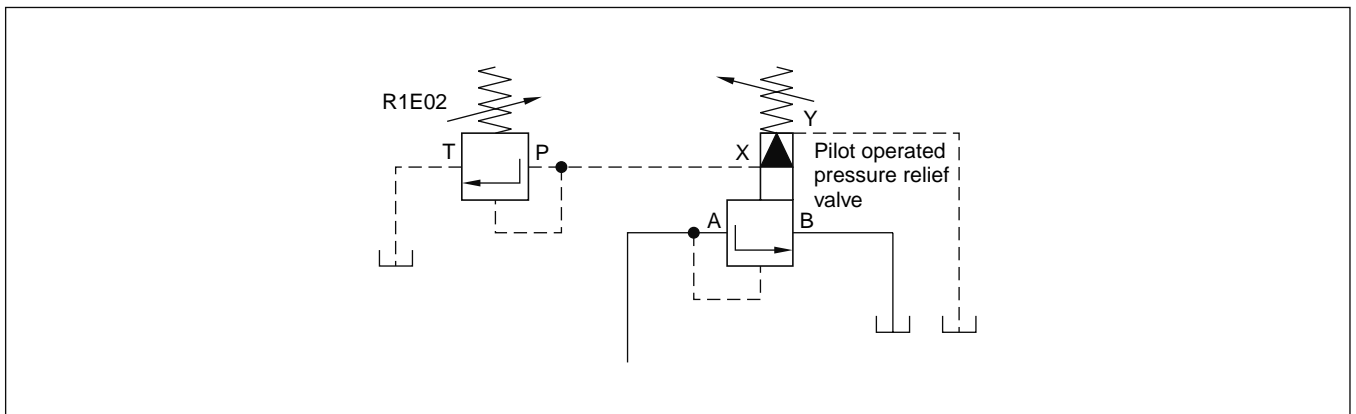 R1E02
T
P
X
Y
Pilot operated
pressure relief
valve
A
B